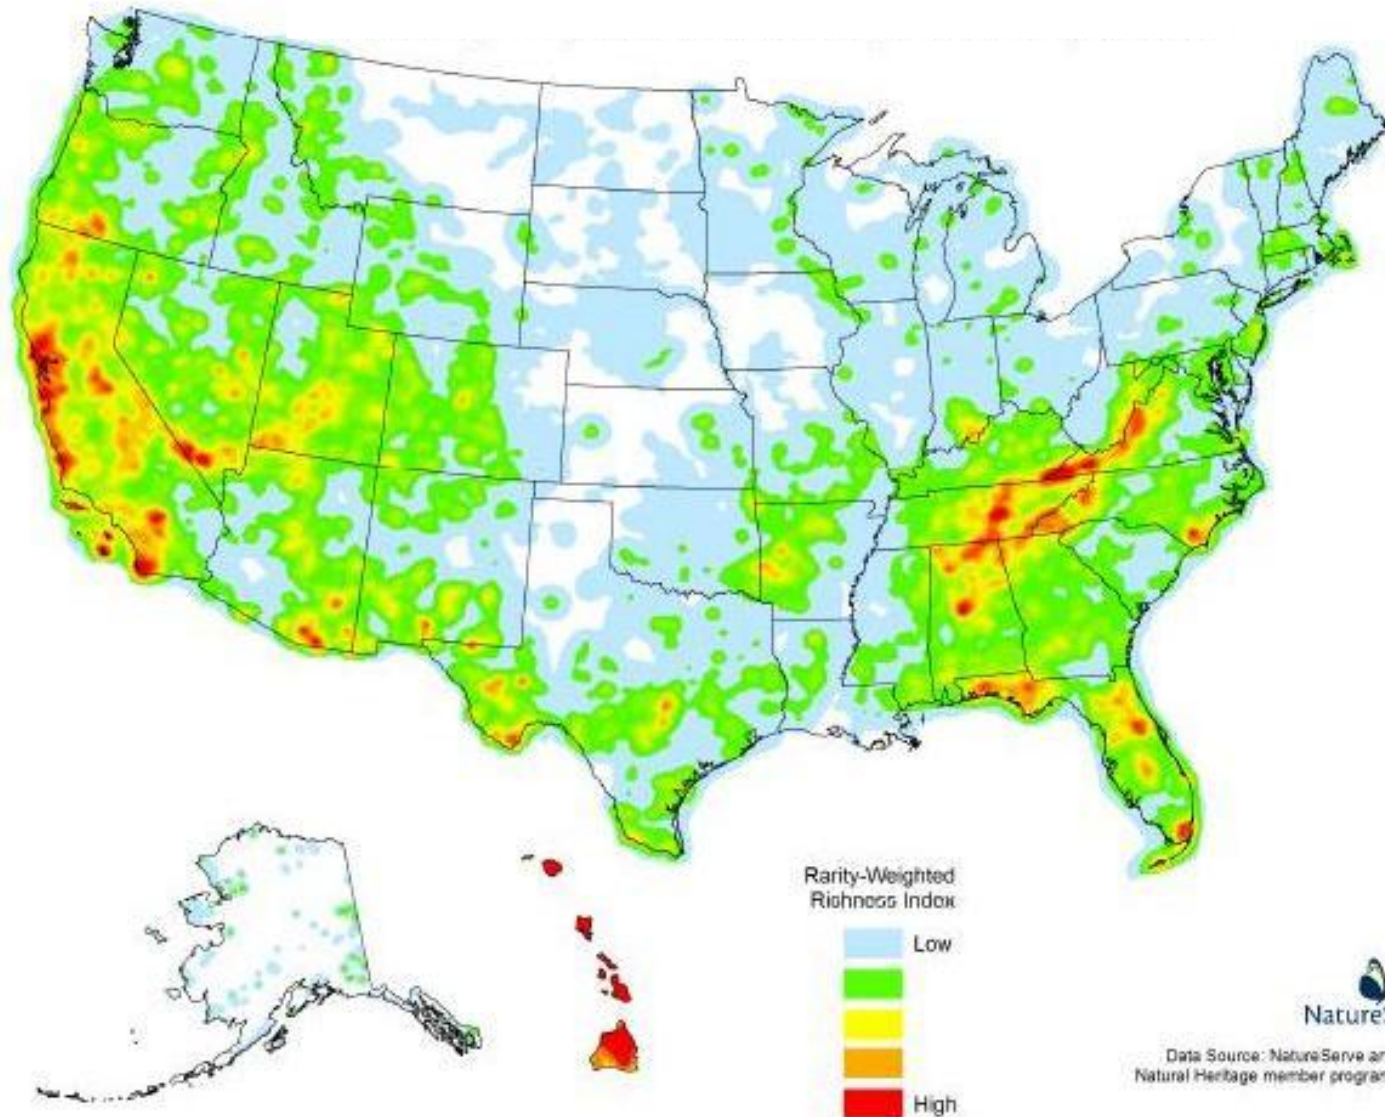 Rarity-Weighted
Richness Index
Low
High
Nature
Data Source: NatureServe an
Natural Heritage member program